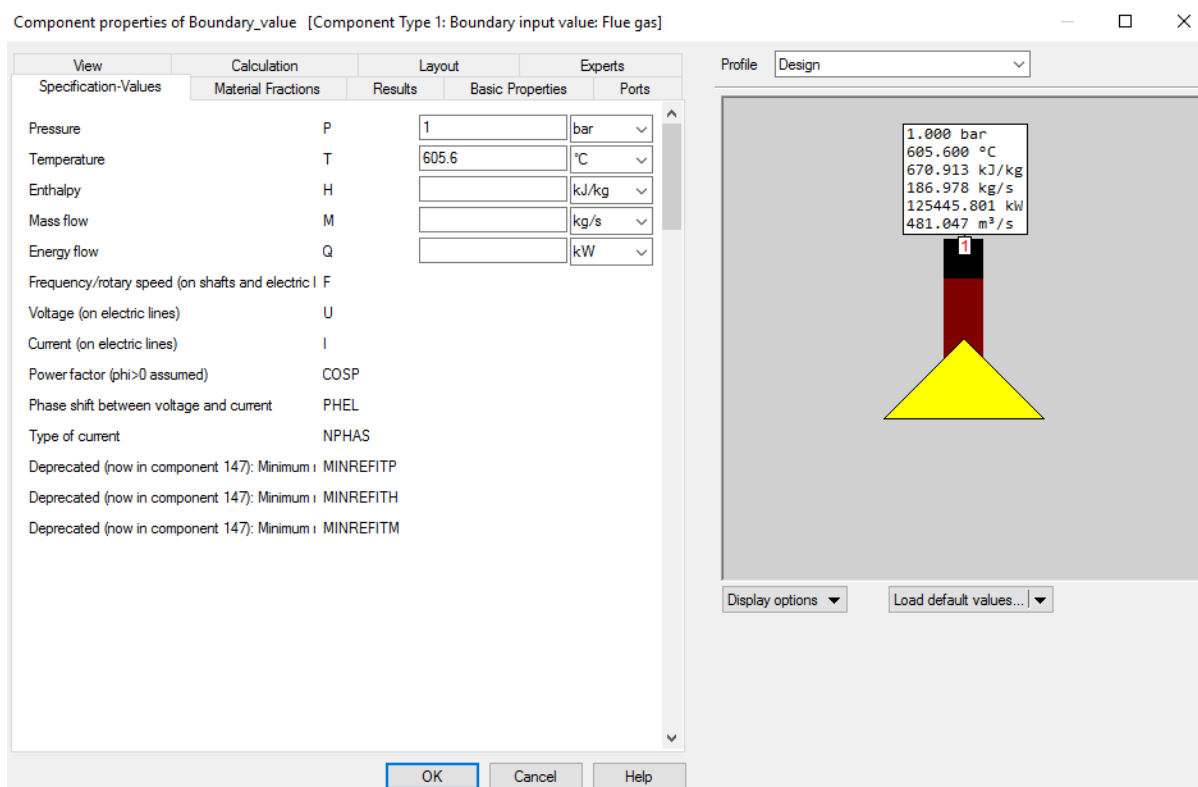 Component properties of Boundary_value [Component Type 1: Boundary input value: Flue gas]
View Calculation Layout Experts
Specification-Values Material Fractions Results Basic Properties Ports
Profile Design
Pressure P 1 bar
Temperature T 605.6 °C
Enthalpy H kJ/kg
Mass flow M kg/s
Energy flow Q kW
Frequency/rotary speed (on shafts and electric l F
Voltage (on electric lines) U
Current (on electric lines) I
Power factor (phi>0 assumed) COSP
Phase shift between voltage and current PHEL
Type of current NPHAS
Deprecated (now in component 147): Minimum r MINREFITP
Deprecated (now in component 147): Minimum r MINREFITH
Deprecated (now in component 147): Minimum r MINREFITM
1.000 bar
605.600 °C
670.913 kJ/kg
186.978 kg/s
125445.801 kW
481.047 m³/s
1
Display options Load default values...
OK Cancel Help